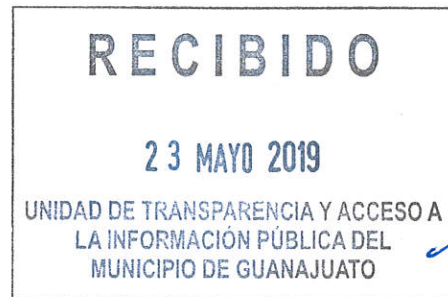 RECIBIDO
23 MAYO 2019
UNIDAD DE TRANSPARENCIA Y ACCESO A
LA INFORMACIÓN PÚBLICA DEL
MUNICIPIO DE GUANAJUATO